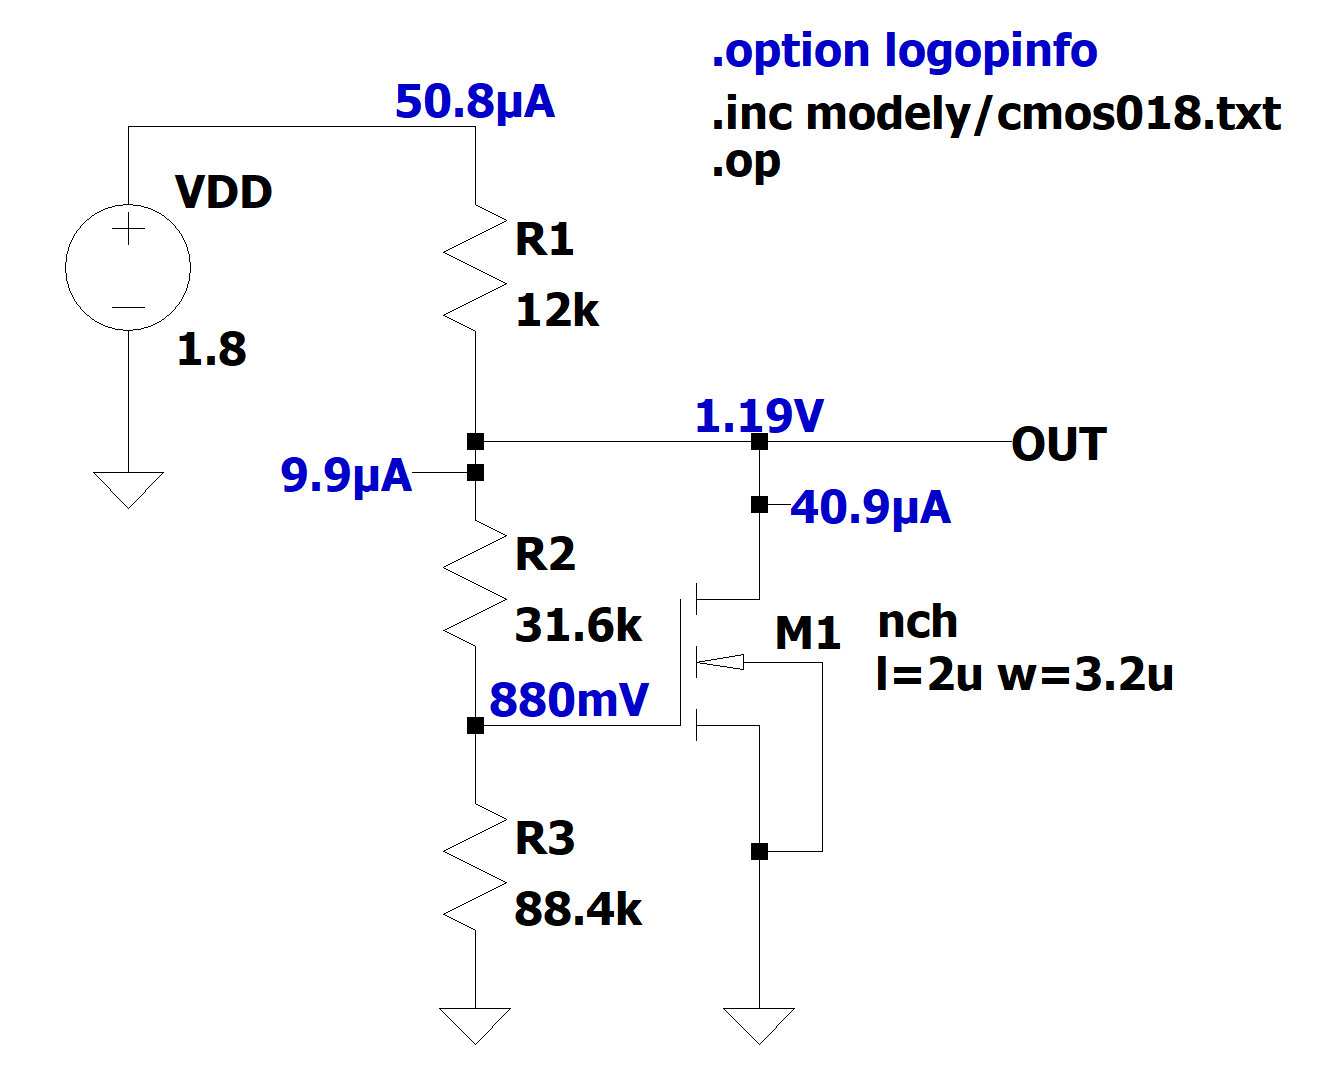 .option logopinfo
.inc modely/cmos018.txt
.op
50.8µA
VDD
1.8
R1
12k
1.19V
OUT
9.9µA
40.9µA
R2
31.6k
M1
nch
l=2u w=3.2u
880mV
R3
88.4k